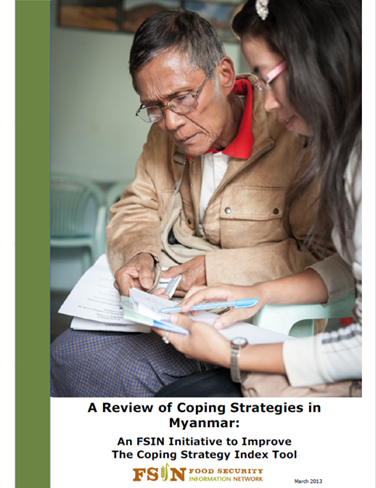 A Review of Coping Strategies in
Myanmar:
An FSIN Initiative to Improve
The Coping Strategy Index Tool
FSIN FOOD SECURITY
INFORMATION NETWORK
March 2013